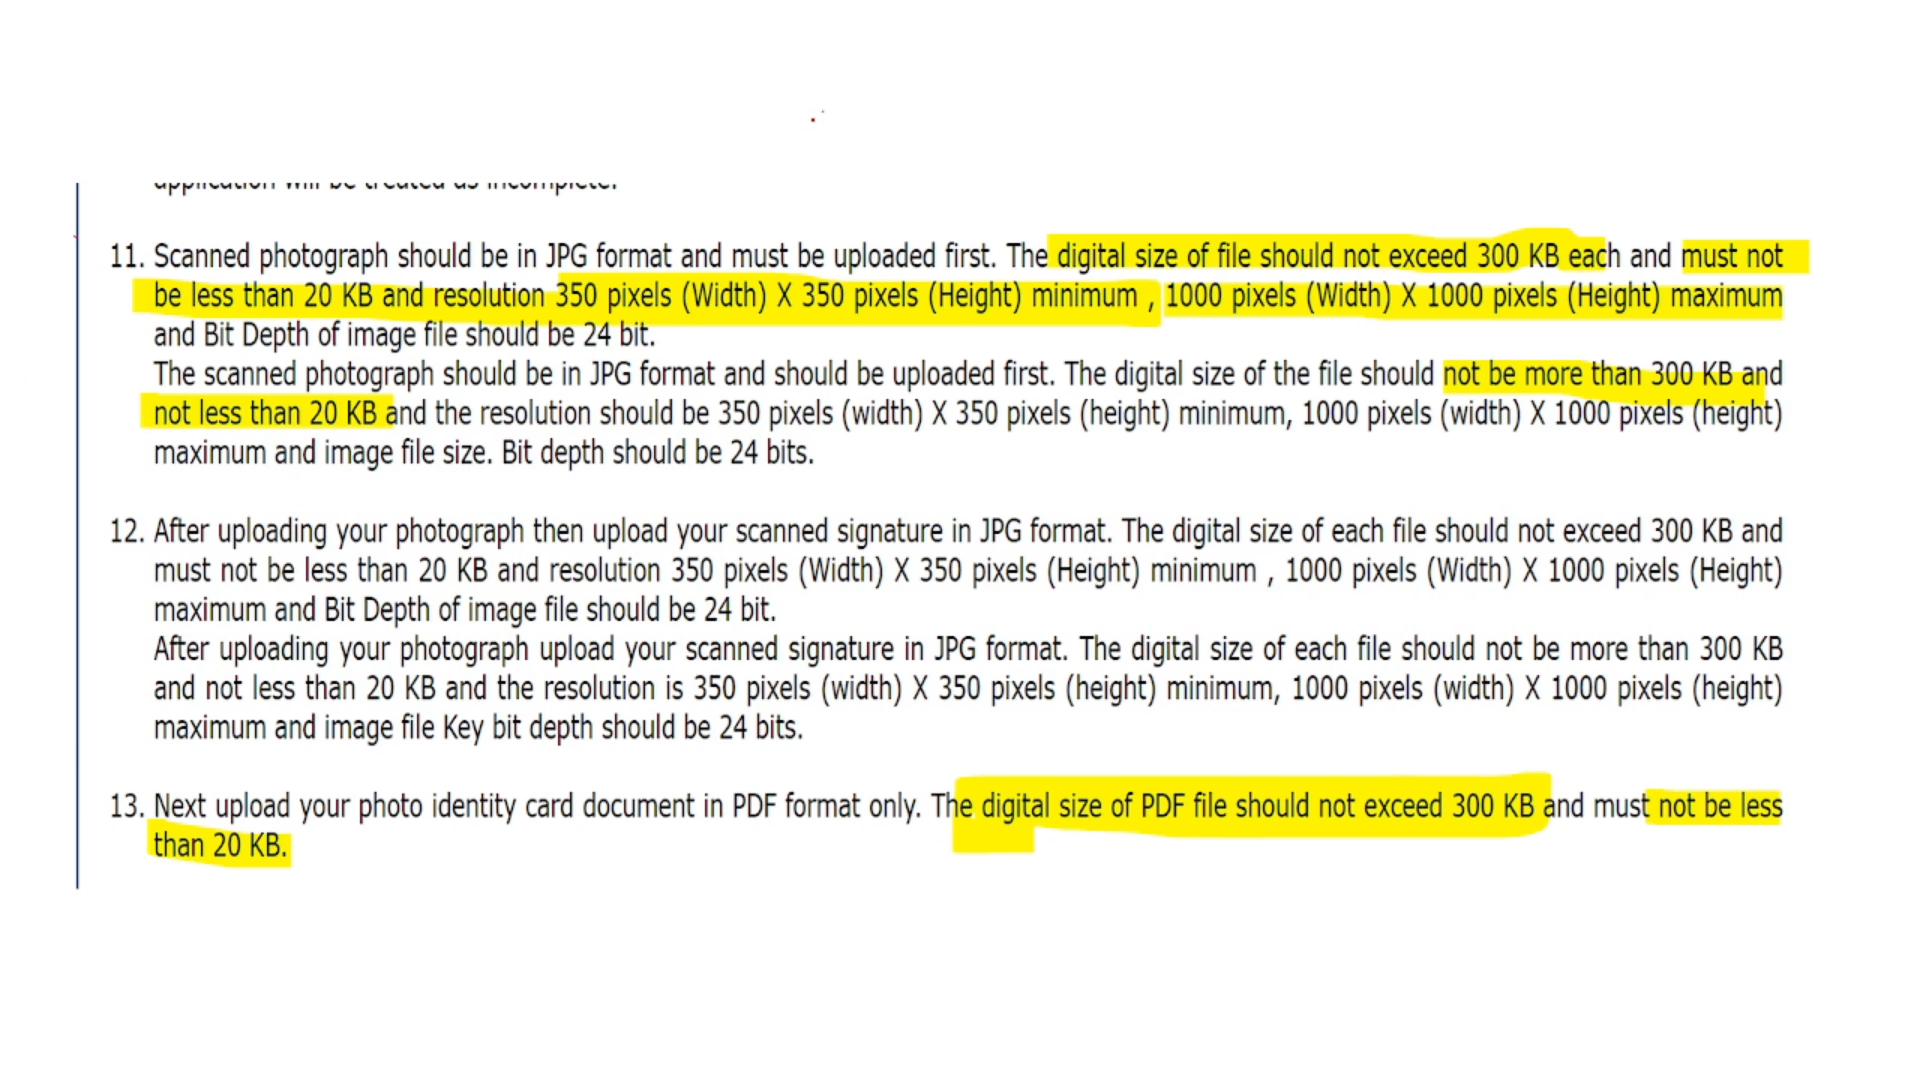 application will be treated as incomplete.
11. Scanned photograph should be in JPG format and must be uploaded first. The digital size of file should not exceed 300 KB each and must not
be less than 20 KB and resolution 350 pixels (Width) X 350 pixels (Height) minimum , 1000 pixels (Width) X 1000 pixels (Height) maximum
and Bit Depth of image file should be 24 bit.
The scanned photograph should be in JPG format and should be uploaded first. The digital size of the file should not be more than 300 KB and
not less than 20 KB and the resolution should be 350 pixels (width) X 350 pixels (height) minimum, 1000 pixels (width) X 1000 pixels (height)
maximum and image file size. Bit depth should be 24 bits.
12. After uploading your photograph then upload your scanned signature in JPG format. The digital size of each file should not exceed 300 KB and
must not be less than 20 KB and resolution 350 pixels (Width) X 350 pixels (Height) minimum , 1000 pixels (Width) X 1000 pixels (Height)
maximum and Bit Depth of image file should be 24 bit.
After uploading your photograph upload your scanned signature in JPG format. The digital size of each file should not be more than 300 KB
and not less than 20 KB and the resolution is 350 pixels (width) X 350 pixels (height) minimum, 1000 pixels (width) X 1000 pixels (height)
maximum and image file Key bit depth should be 24 bits.
13. Next upload your photo identity card document in PDF format only. The digital size of PDF file should not exceed 300 KB and must not be less
than 20 KB.